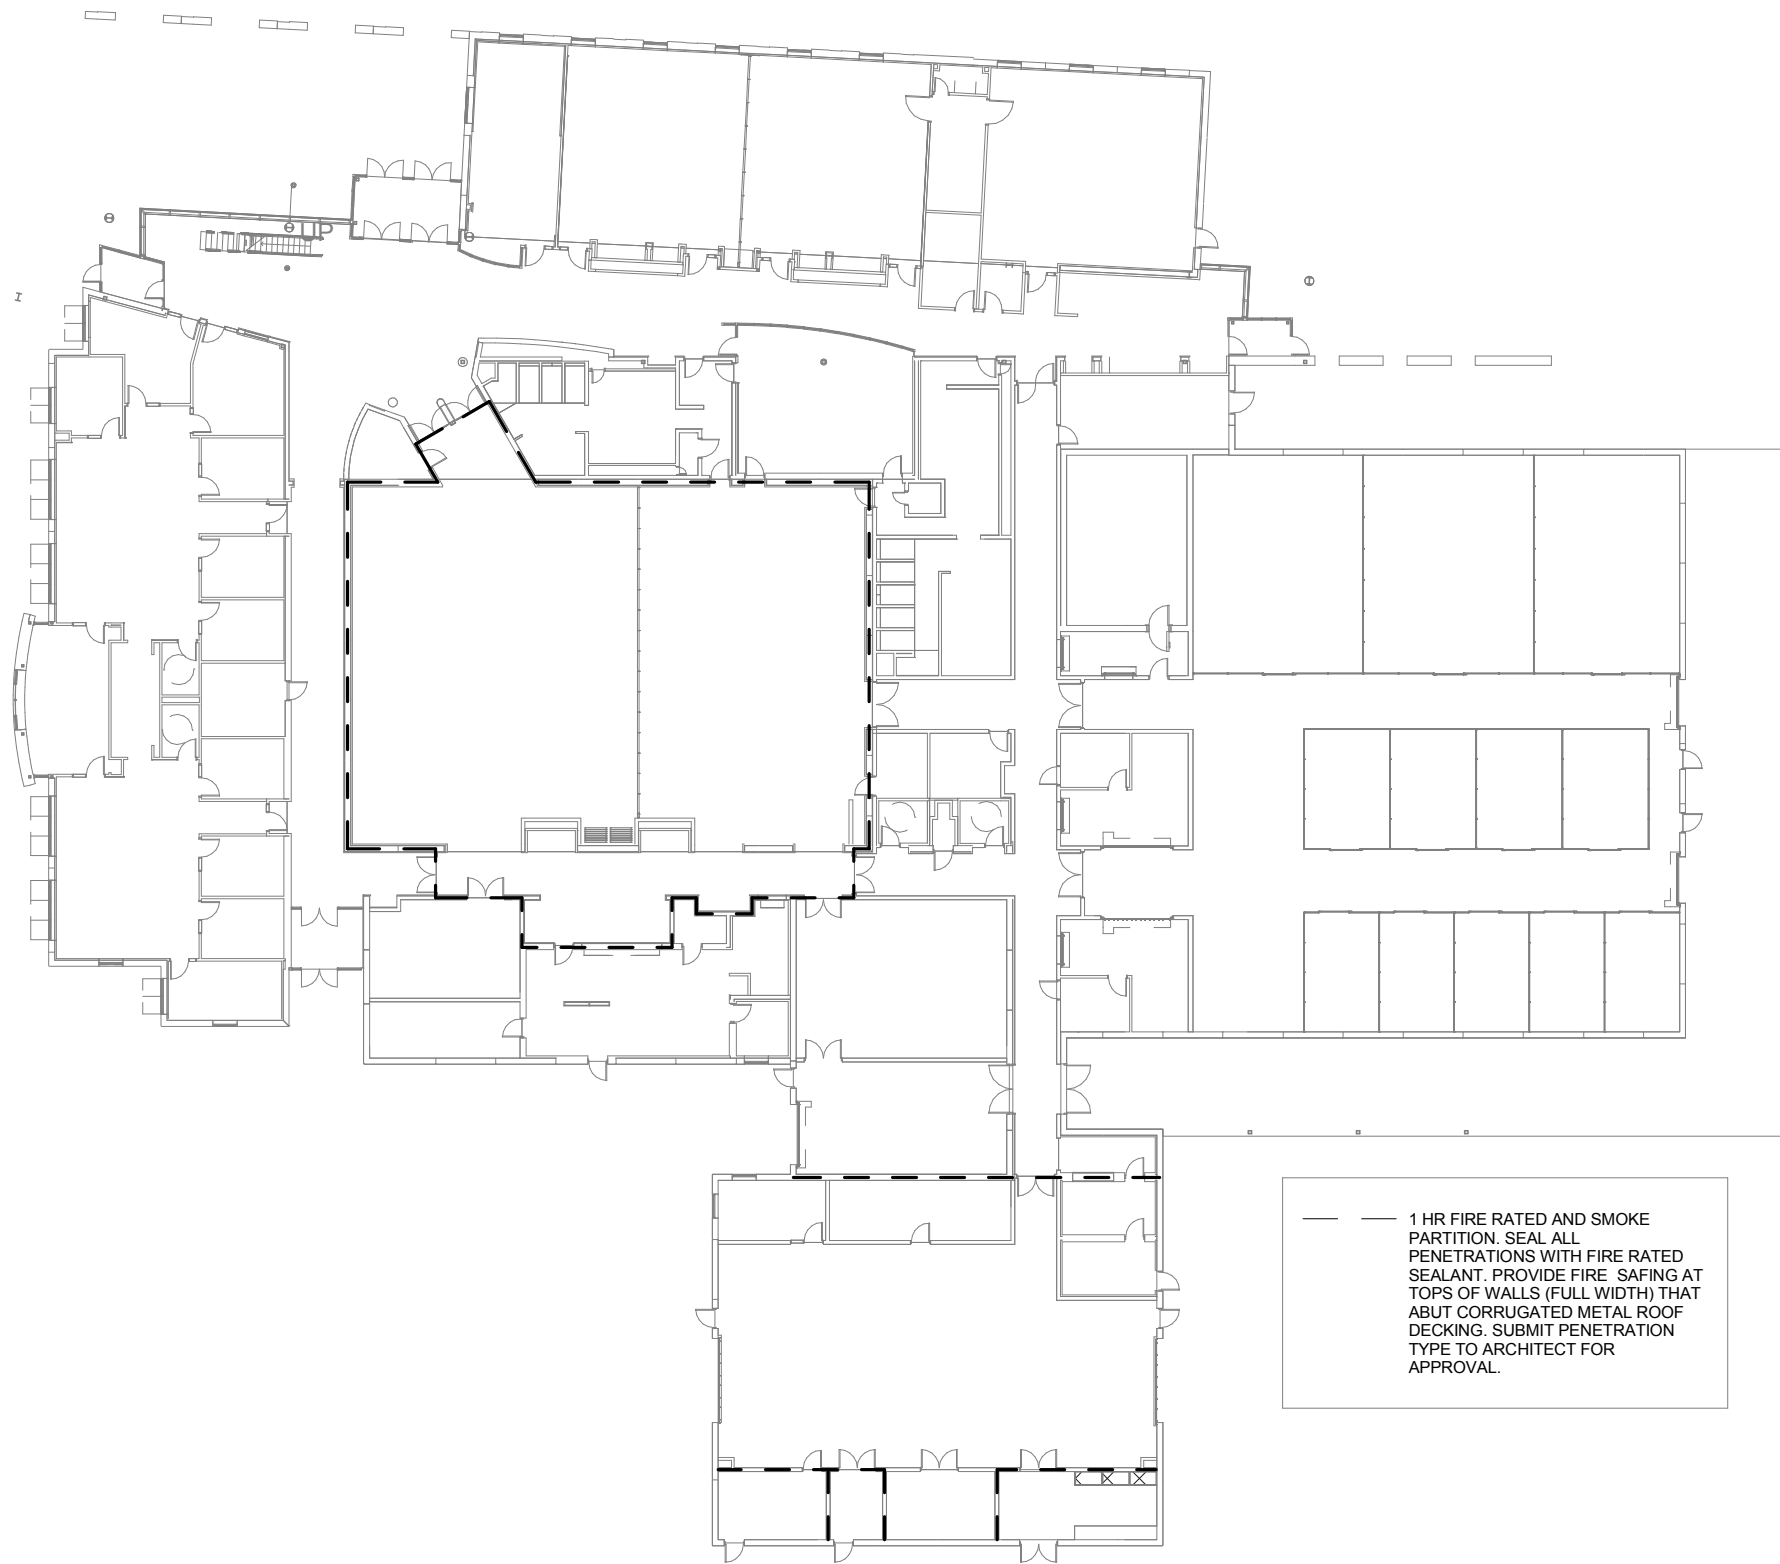 1 HR FIRE RATED AND SMOKE
PARTITION. SEAL ALL
PENETRATIONS WITH FIRE RATED
SEALANT. PROVIDE FIRE  SAFING AT
TOPS OF WALLS (FULL WIDTH) THAT
ABUT CORRUGATED METAL ROOF
DECKING. SUBMIT PENETRATION
TYPE TO ARCHITECT FOR
APPROVAL.